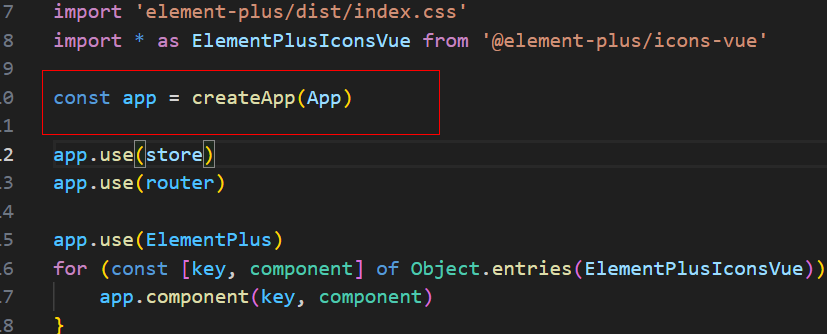 7 import 'element-plus/dist/index.css'
8 import * as ElementPlusIconsVue from '@element-plus/icons-vue'
9
10 const app = createApp(App)
11
12 app.use(store)
13 app.use(router)
14
15 app.use(ElementPlus)
16 for (const [key, component] of Object.entries(ElementPlusIconsVue))
17     app.component(key, component)
18 }